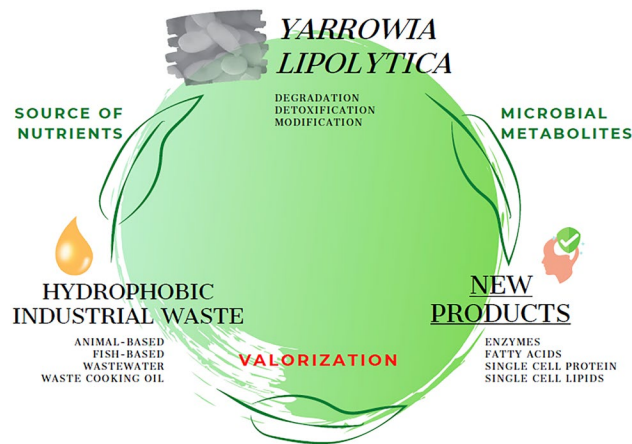 YARROWIA
LIPOLYTICA
DEGRADATION
DETOXIFICATION
MODIFICATION
SOURCE OF
NUTRIENTS
MICROBIAL
METABOLITES
HYDROPHOBIC
INDUSTRIAL WASTE
ANIMAL-BASED
FISH-BASED
WASTEWATER
WASTE COOKING OIL
NEW
PRODUCTS
ENZYMES
FATTY ACIDS
SINGLE CELL PROTEIN
SINGLE CELL LIPIDS
VALORIZATION